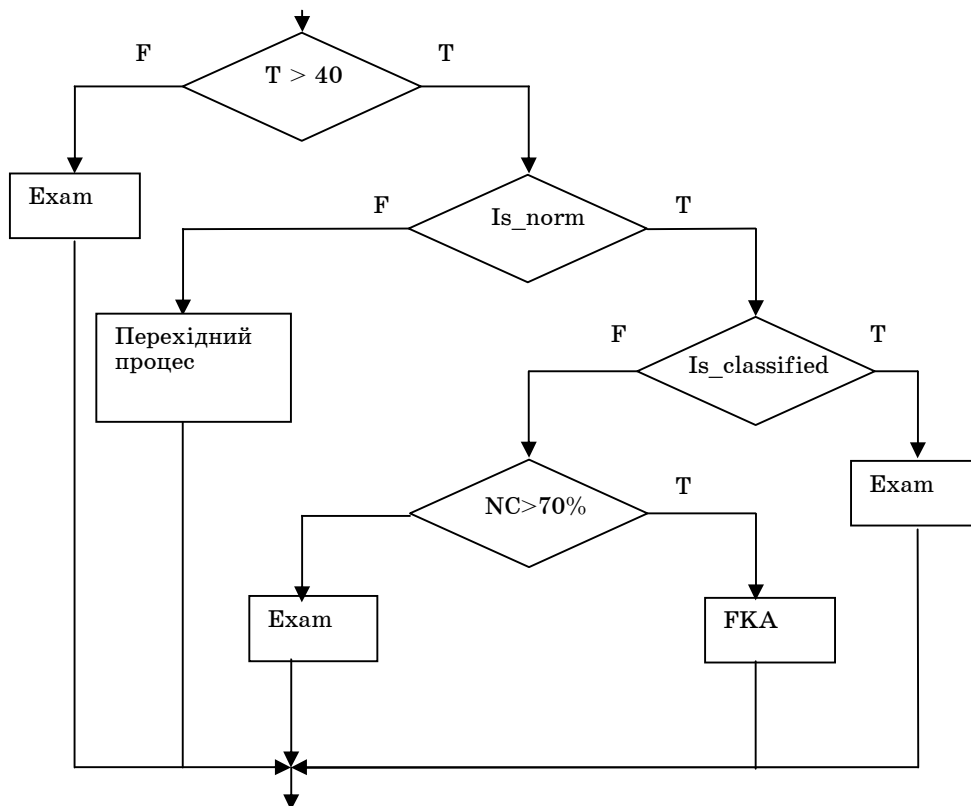 F
T
T > 40
Exam
F
Is_norm
T
Перехідний
процес
F
Is_classified
T
NC>70%
T
Exam
Exam
FKA